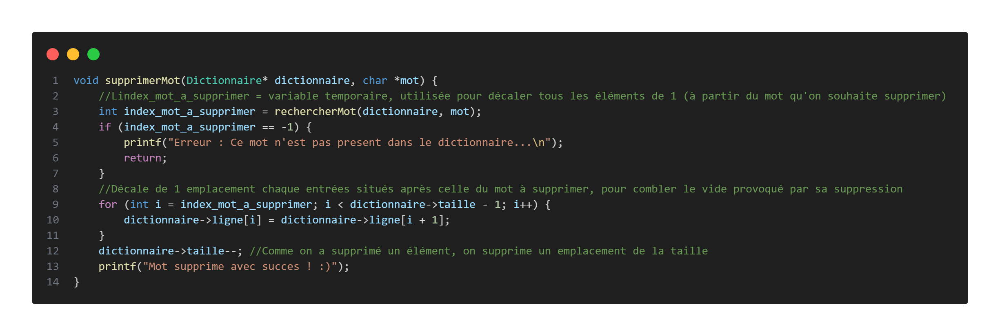 1 void supprimerMot(Dictionnaire* dictionnaire, char *mot) {
2     //Lindex_mot_a_supprimer = variable temporaire, utilisée pour décaler tous les éléments de 1 (à partir du mot qu'on souhaite supprimer)
3     int index_mot_a_supprimer = rechercherMot(dictionnaire, mot);
4     if (index_mot_a_supprimer == -1) {
5         printf("Erreur : Ce mot n'est pas present dans le dictionnaire...\n");
6         return;
7     }
8     //Décale de 1 emplacement chaque entrées situés après celle du mot à supprimer, pour combler le vide provoqué par sa suppression
9     for (int i = index_mot_a_supprimer; i < dictionnaire->taille - 1; i++) {
10         dictionnaire->ligne[i] = dictionnaire->ligne[i + 1];
11     }
12     dictionnaire->taille--; //Comme on a supprimé un élément, on supprime un emplacement de la taille
13     printf("Mot supprime avec succes ! :)");
14 }